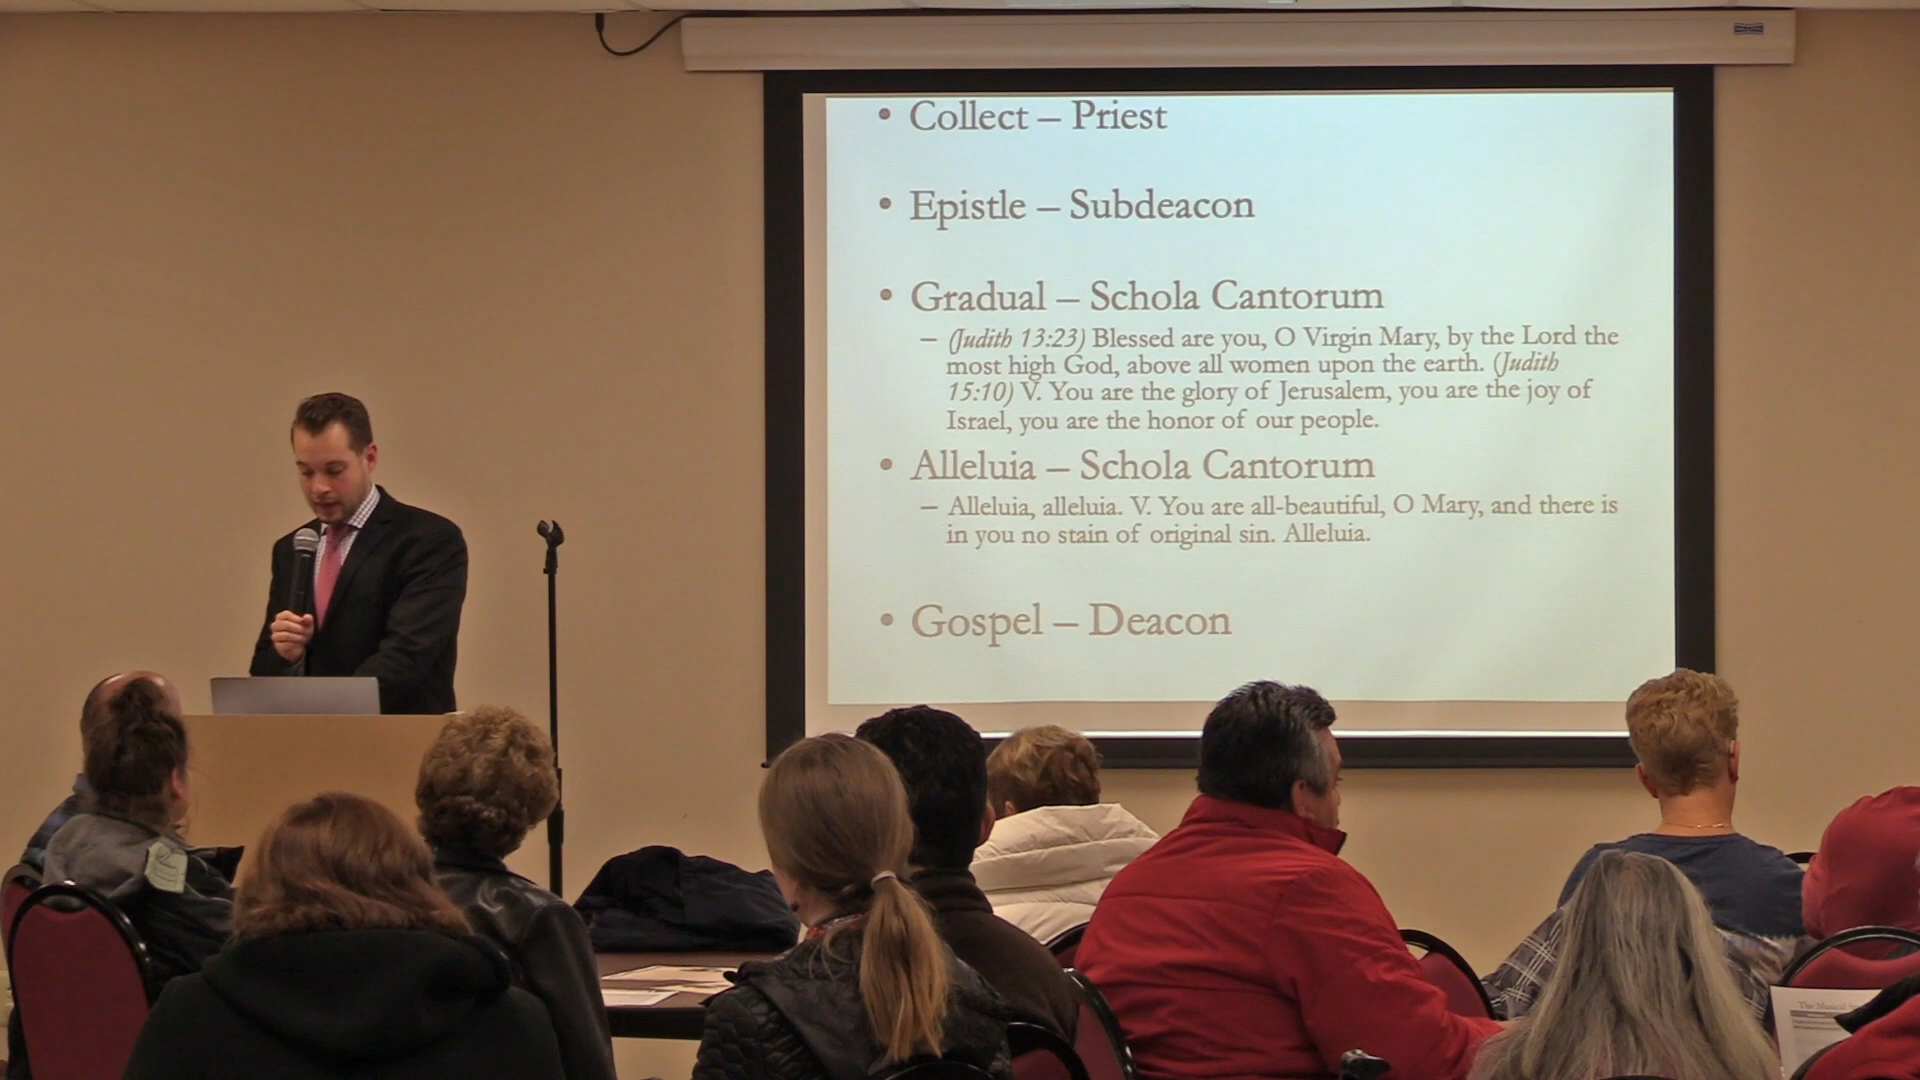 • Collect – Priest
• Epistle – Subdeacon
• Gradual – Schola Cantorum
– (Judith 13:23) Blessed are you, O Virgin Mary, by the Lord the
most high God, above all women upon the earth. (Judith
15:10) V. You are the glory of Jerusalem, you are the joy of
Israel, you are the honor of our people.
• Alleluia – Schola Cantorum
– Alleluia, alleluia. V. You are all-beautiful, O Mary, and there is
in you no stain of original sin. Alleluia.
• Gospel – Deacon
The Musical